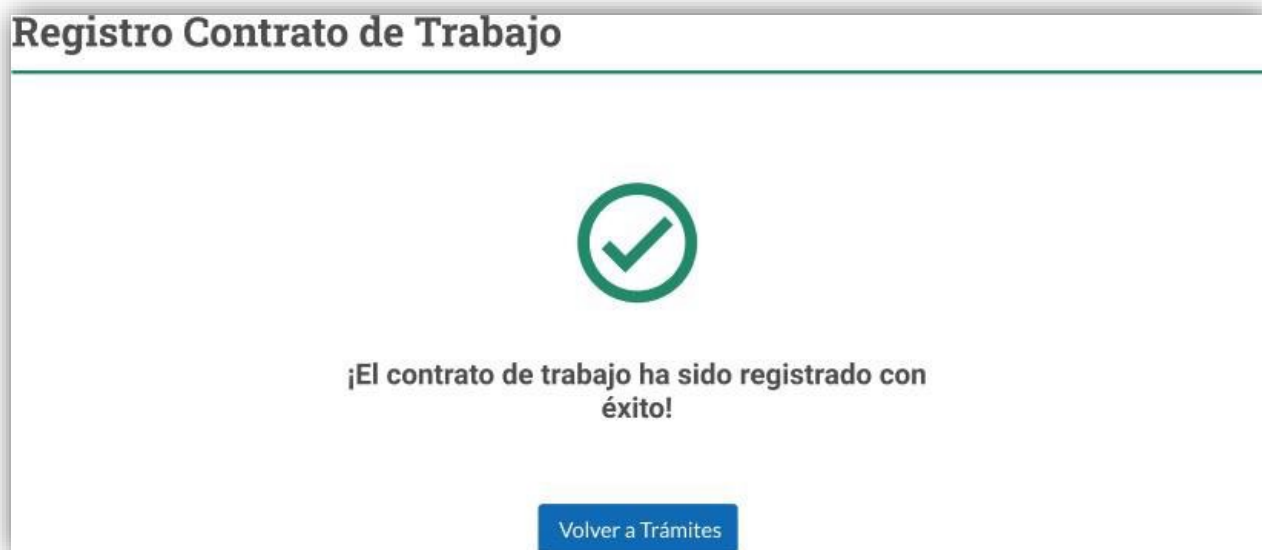 Registro Contrato de Trabajo
¡El contrato de trabajo ha sido registrado con
éxito!
Volver a Trámites